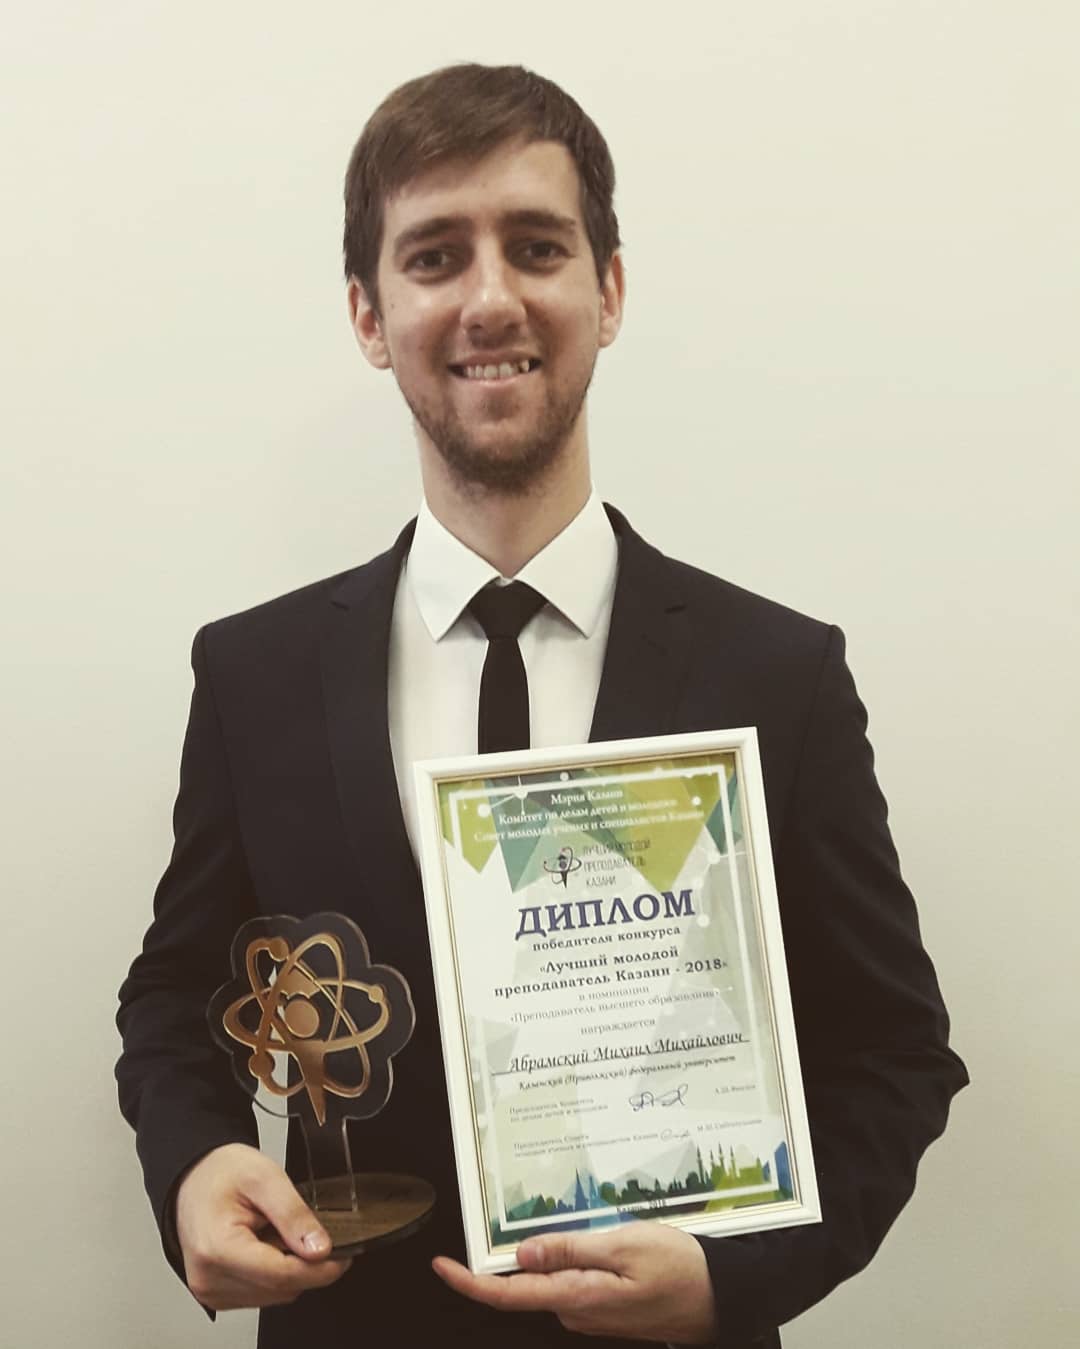 Мэрия Казани
Комитет по делам детей и молодежи
Совет молодых ученых и специалистов Казани
ЛУЧШИЙ МОЛОДОЙ
ПРЕПОДАВАТЕЛЬ
КАЗАНИ
ДИПЛОМ
победителя конкурса
«Лучший молодой
преподаватель Казани - 2018»
в номинации
«Преподаватель высшего образования»
награждается
Абрамский Михаил Михайлович
Казанский (Приволжский) федеральный университет
Председатель Комитета
по делам детей и молодежи
Председатель Совета
молодых ученых и специалистов Казани
Казань, 2018